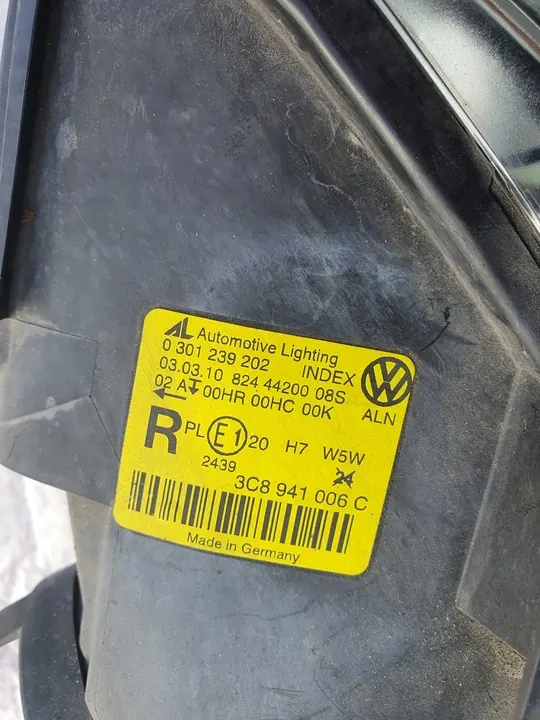 AL Automotive Lighting
0 301 239 202 INDEX
03.03.10 824 44200 08S
02 A 00HR 00HC 00K
ALN
R PL E1 20 H7 W5W
2439 24
3C8 941 006 C
Made in Germany